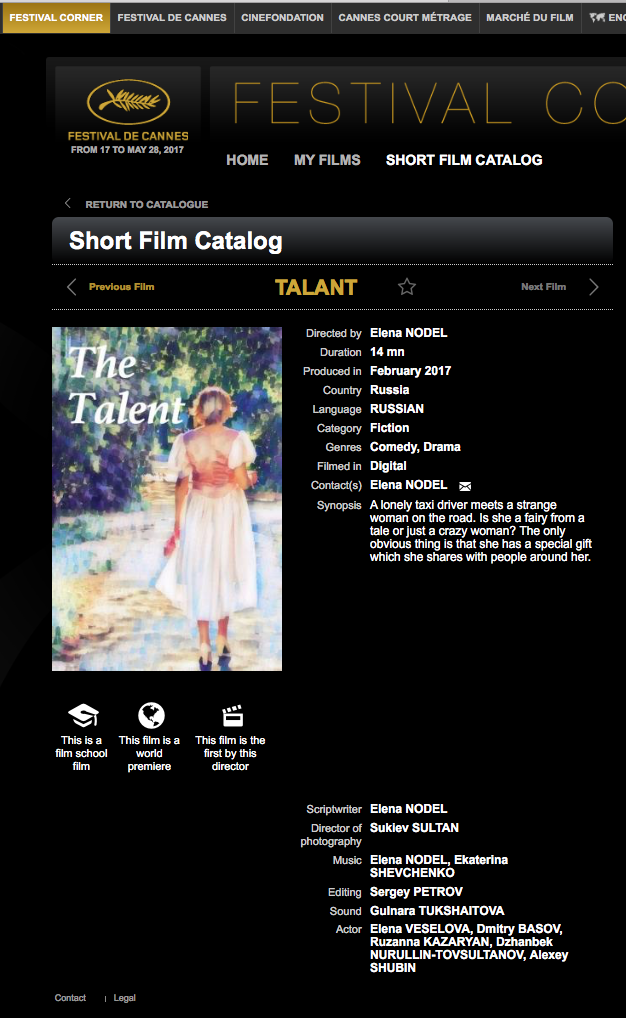 FESTIVAL CORNER
FESTIVAL DE CANNES
CINEFONDATION
CANNES COURT MÉTRAGE
MARCHÉ DU FILM
ENG
FESTIVAL DE CANNES
FROM 17 TO MAY 28, 2017
FESTIVAL CO
HOME
MY FILMS
SHORT FILM CATALOG
RETURN TO CATALOGUE
Short Film Catalog
Previous Film
TALANT
Next Film
The
Talent
Directed by Elena NODEL
Duration 14 mn
Produced in February 2017
Country Russia
Language RUSSIAN
Category Fiction
Genres Comedy, Drama
Filmed in Digital
Contact(s) Elena NODEL
Synopsis A lonely taxi driver meets a strange
woman on the road. Is she a fairy from a
tale or just a crazy woman? The only
obvious thing is that she has a special gift
which she shares with people around her.
This is a
film school
film
This film is a
world
premiere
This film is the
first by this
director
Scriptwriter Elena NODEL
Director of
photography
Sukiev SULTAN
Music Elena NODEL, Ekaterina
SHEVCHENKO
Editing Sergey PETROV
Sound Gulnara TUKSHAITOVA
Actor Elena VESELOVA, Dmitry BASOV,
Ruzanna KAZARYAN, Dzhanbek
NURULLIN-TOVSULTANOV, Alexey
SHUBIN
Contact | Legal